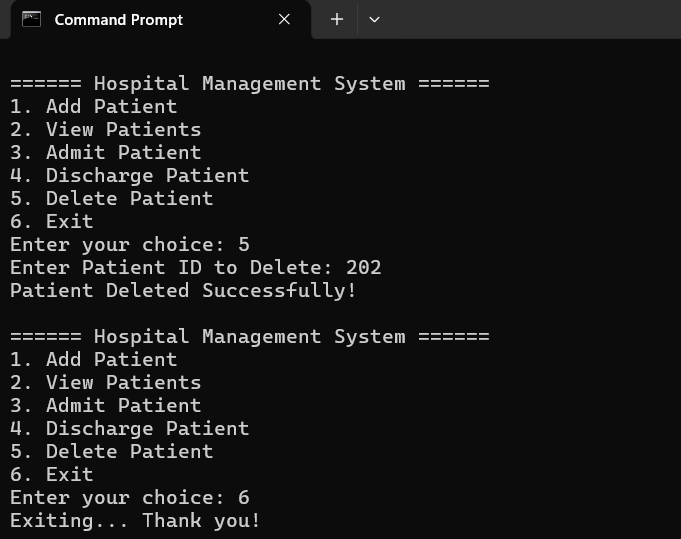 Command Prompt
====== Hospital Management System ======
1. Add Patient
2. View Patients
3. Admit Patient
4. Discharge Patient
5. Delete Patient
6. Exit
Enter your choice: 5
Enter Patient ID to Delete: 202
Patient Deleted Successfully!
====== Hospital Management System ======
1. Add Patient
2. View Patients
3. Admit Patient
4. Discharge Patient
5. Delete Patient
6. Exit
Enter your choice: 6
Exiting... Thank you!